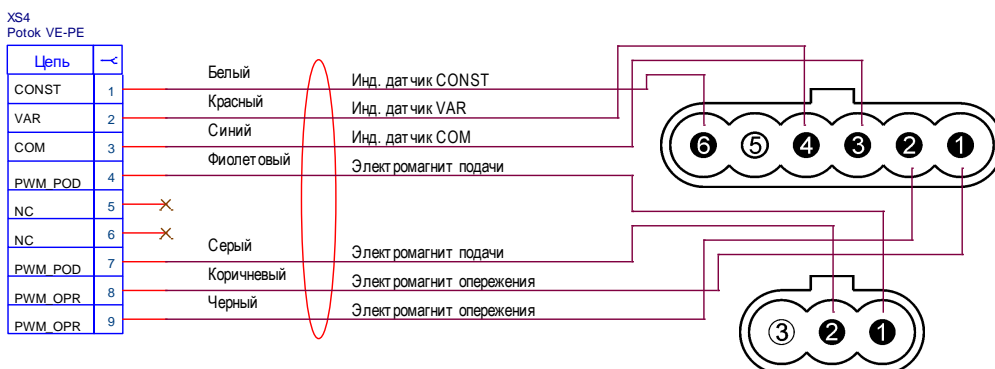 XS4
Potok VE-PE
Цепь
CONST 1 Белый Инд. датчик CONST
VAR 2 Красный Инд. датчик VAR
COM 3 Синий Инд. датчик COM
PWM_POD 4 Фиолетовый Электромагнит подачи
NC 5
NC 6
PWM_POD 7 Серый Электромагнит подачи
PWM_OPR 8 Коричневый Электромагнит опережения
PWM_OPR 9 Черный Электромагнит опережения
6 5 4 3 2 1
3 2 1